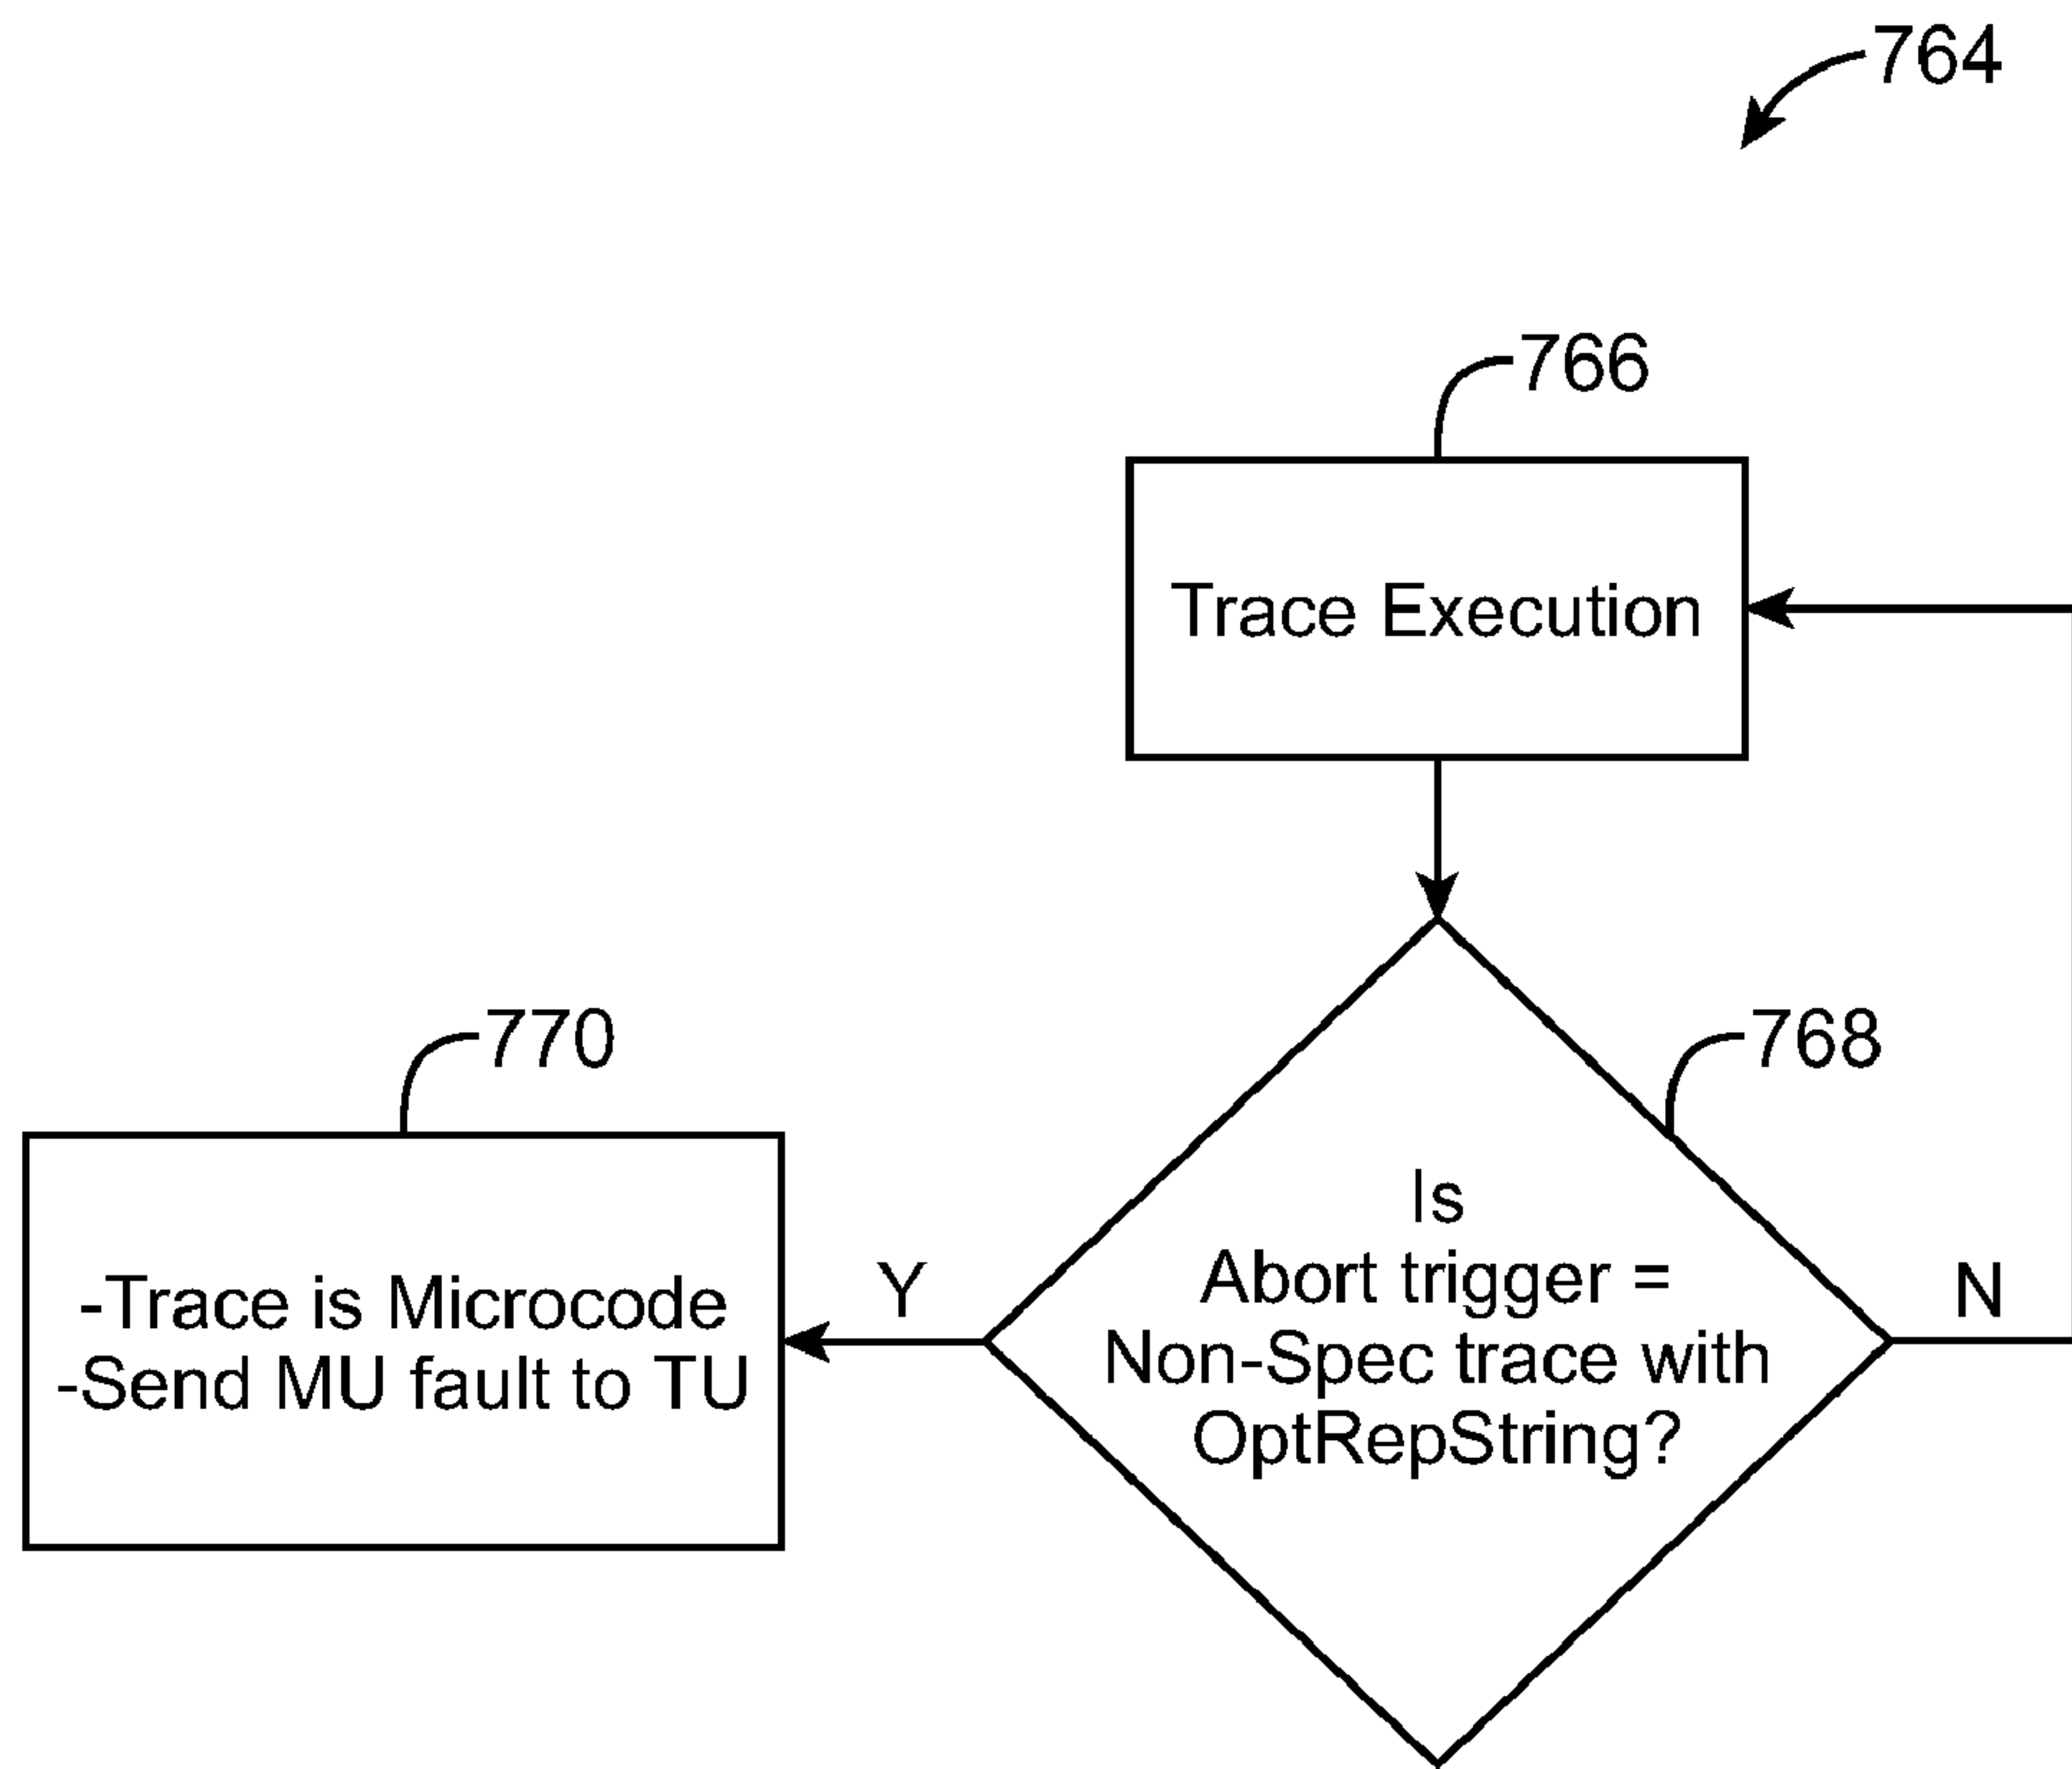 764
766
Trace Execution
770
768
Is
Abort trigger =
Non-Spec trace with
OptRepString?
Y
N
-Trace is Microcode
-Send MU fault to TU